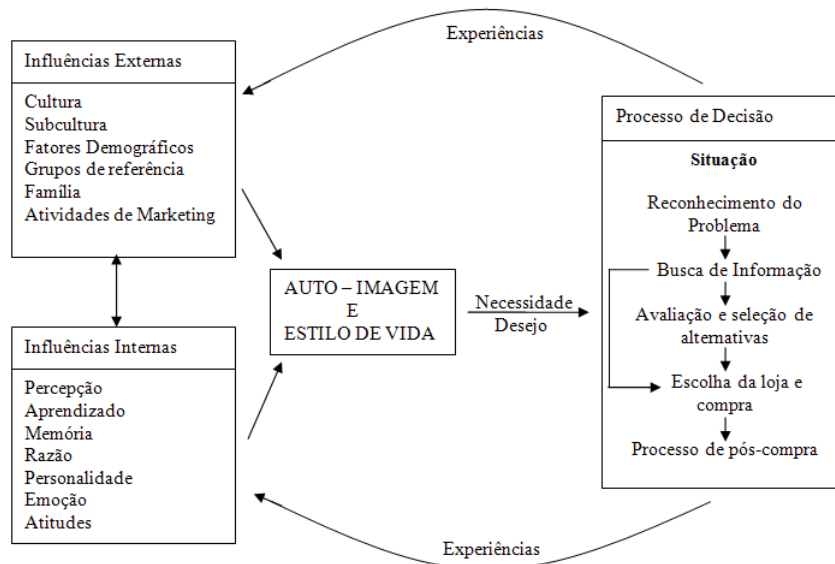 Experiências
Influências Externas
Cultura
Subcultura
Fatores Demográficos
Grupos de referência
Família
Atividades de Marketing
Influências Internas
Percepção
Aprendizado
Memória
Razão
Personalidade
Emoção
Atitudes
AUTO – IMAGEM
E
ESTILO DE VIDA
Necessidade
Desejo
Processo de Decisão
Situação
Reconhecimento do
Problema
Busca de Informação
Avaliação e seleção de
alternativas
Escolha da loja e
compra
Processo de pós-compra
Experiências